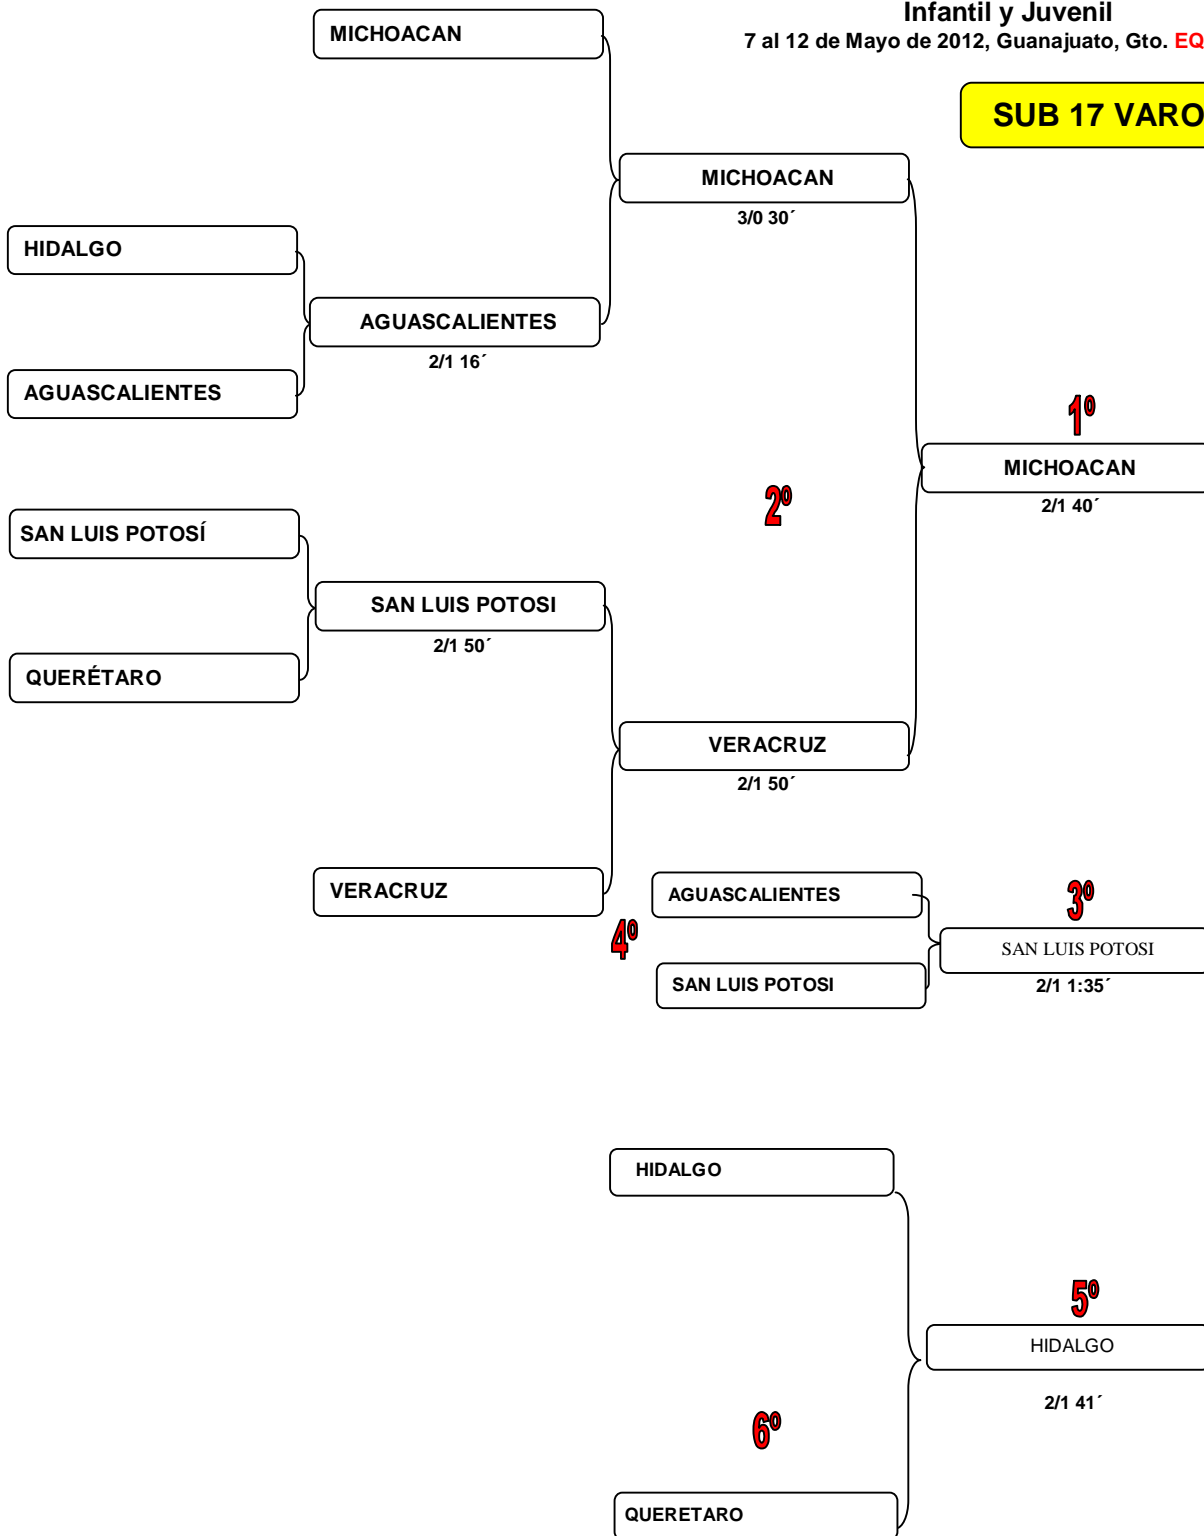 Infantil y Juvenil
7 al 12 de Mayo de 2012, Guanajuato, Gto. EQ
SUB 17 VARO
MICHOACAN
MICHOACAN
3/0 30´
HIDALGO
AGUASCALIENTES
2/1 16´
AGUASCALIENTES
1º
MICHOACAN
2/1 40´
2º
SAN LUIS POTOSÍ
SAN LUIS POTOSI
2/1 50´
QUERÉTARO
VERACRUZ
2/1 50´
VERACRUZ
AGUASCALIENTES
3º
4º
SAN LUIS POTOSI
2/1 1:35´
SAN LUIS POTOSI
HIDALGO
5º
HIDALGO
2/1 41´
6º
QUERETARO